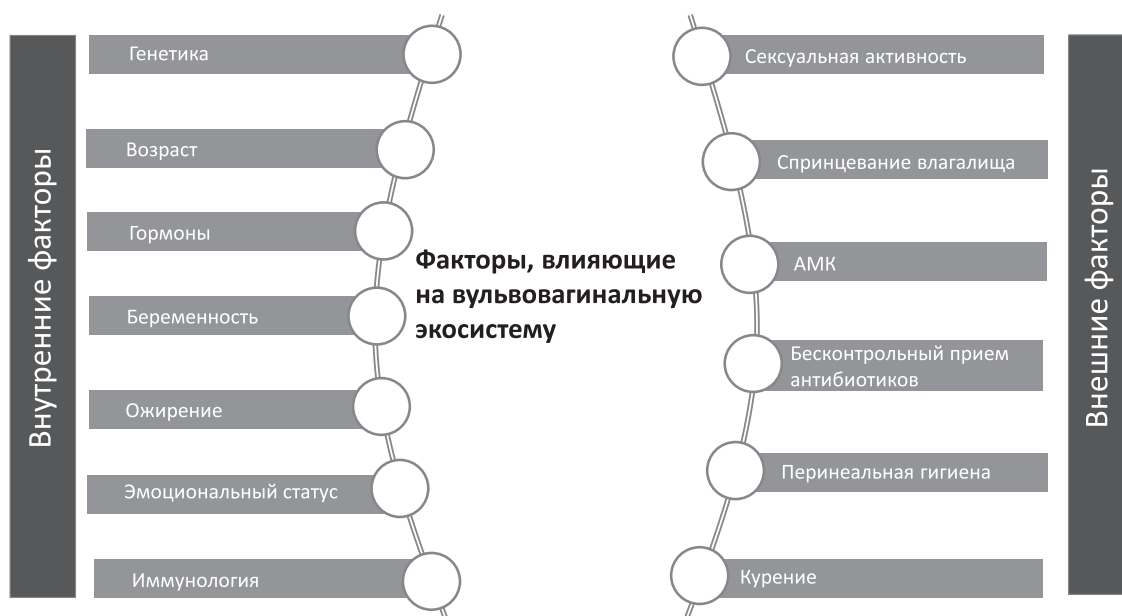 Внутренние факторы
Генетика
Возраст
Гормоны
Беременность
Ожирение
Эмоциональный статус
Иммунология
Факторы, влияющие
на вульвовагинальную
экосистему
Сексуальная активность
Спринцевание влагалища
АМК
Бесконтрольный прием
антибиотиков
Перинеальная гигиена
Курение
Внешние факторы